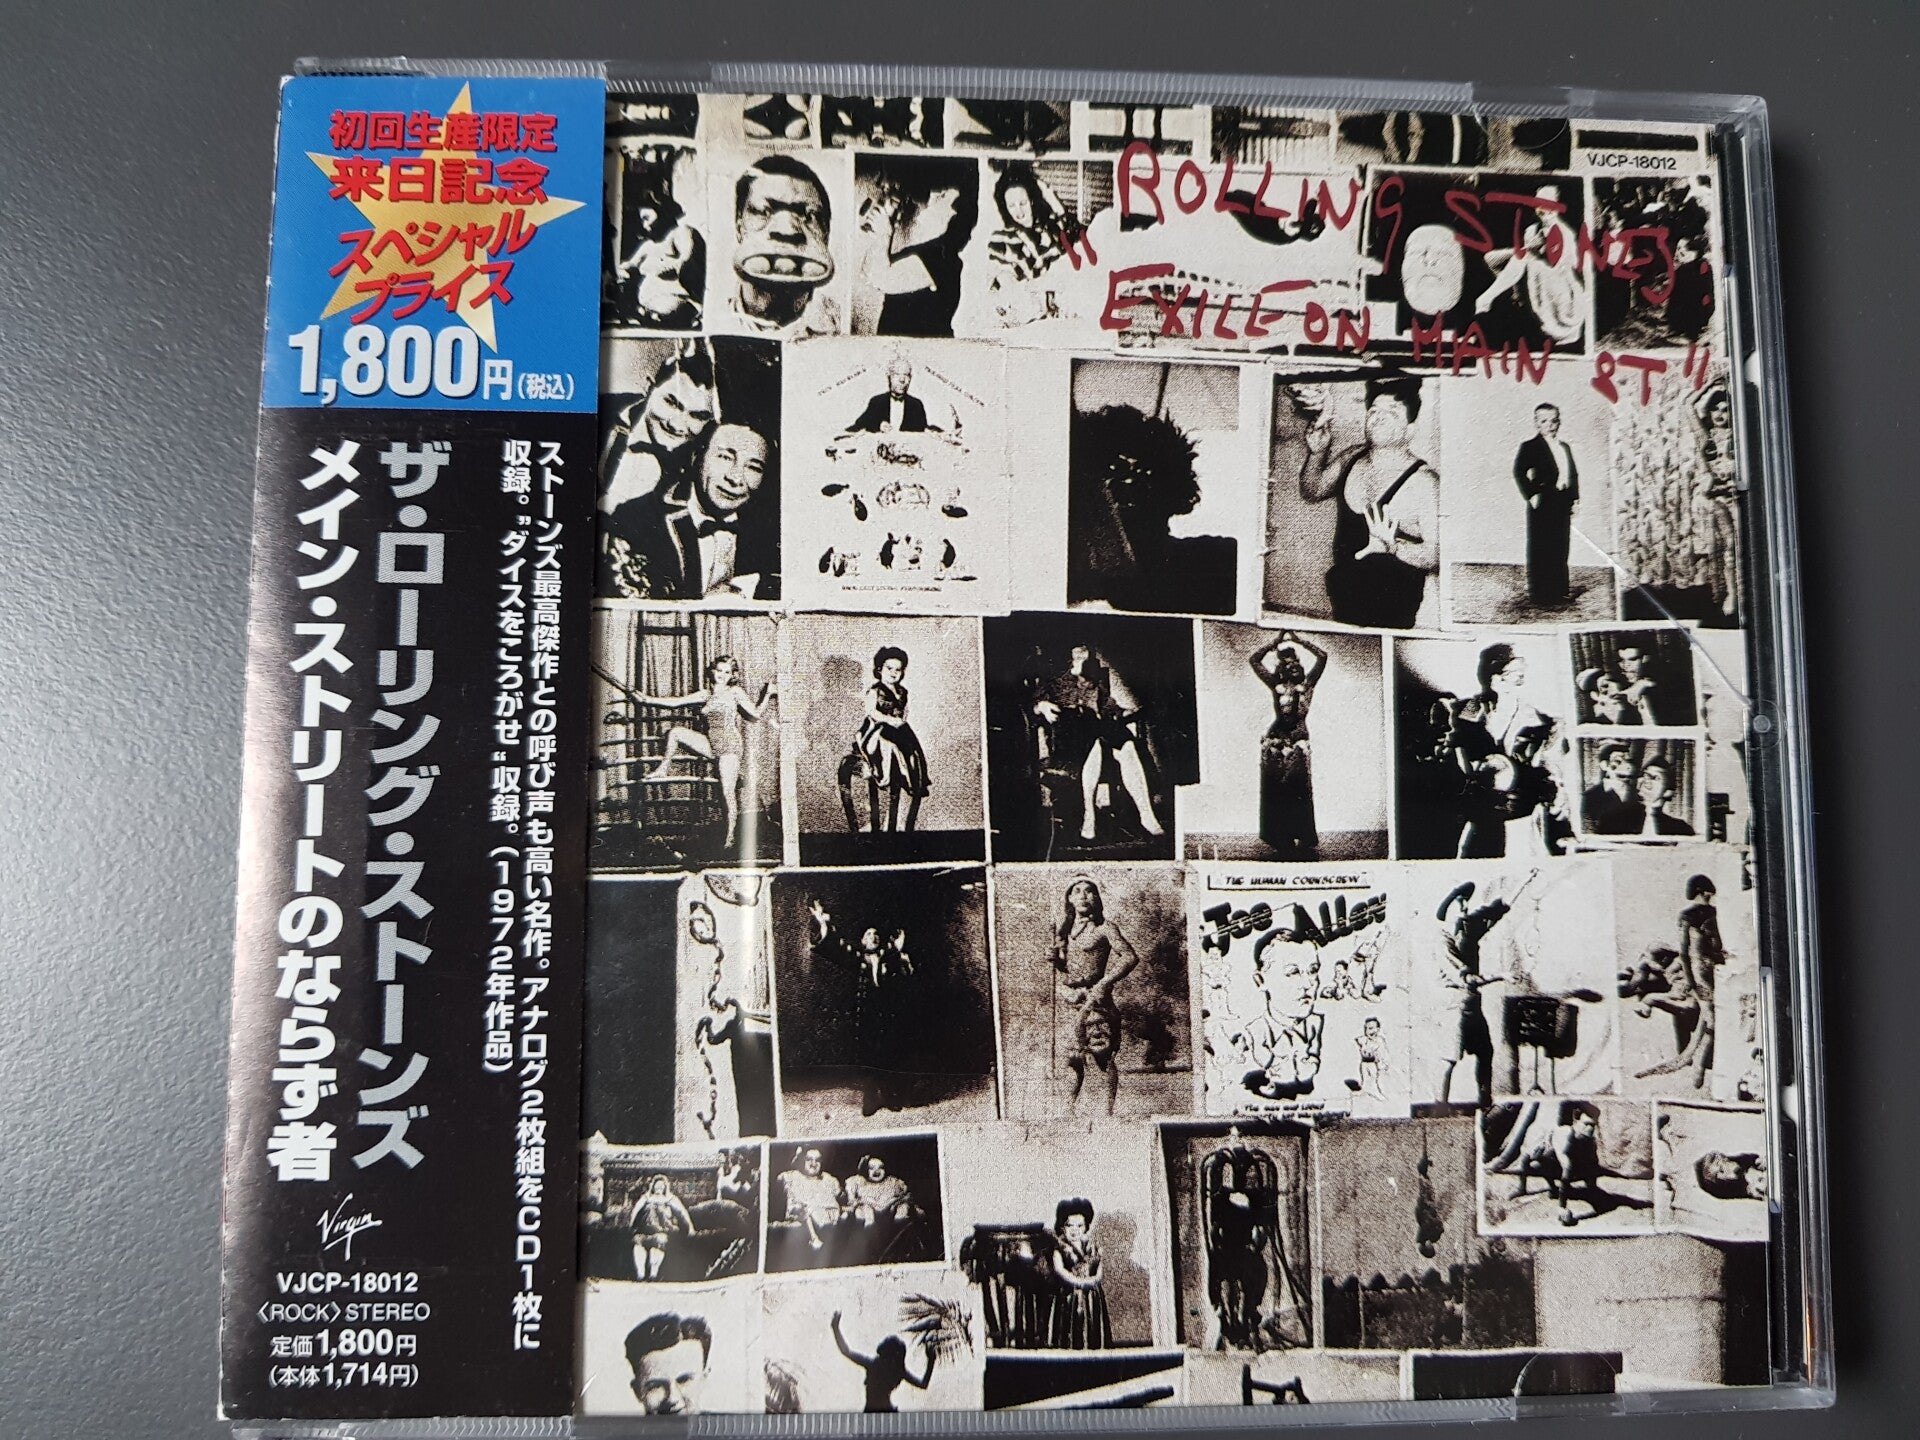 初回生産限定
来日記念
スペシャル
プライス
1,800円(税込)
ストーンズ最高傑作との呼び声も高い名作。アナログ2枚組をCD1枚に
収録。"ダイスをころがせ"収録。(1972年作品)
ザ・ローリング・ストーンズ
メイン・ストリートのならず者
Virgin
VJCP-18012
〈ROCK〉STEREO
定価1,800円
(本体1,714円)
VJCP-18012
ROLLING STONES
"EXILE ON MAIN ST"
THE HUMAN CORKSCREW
Joe Allen